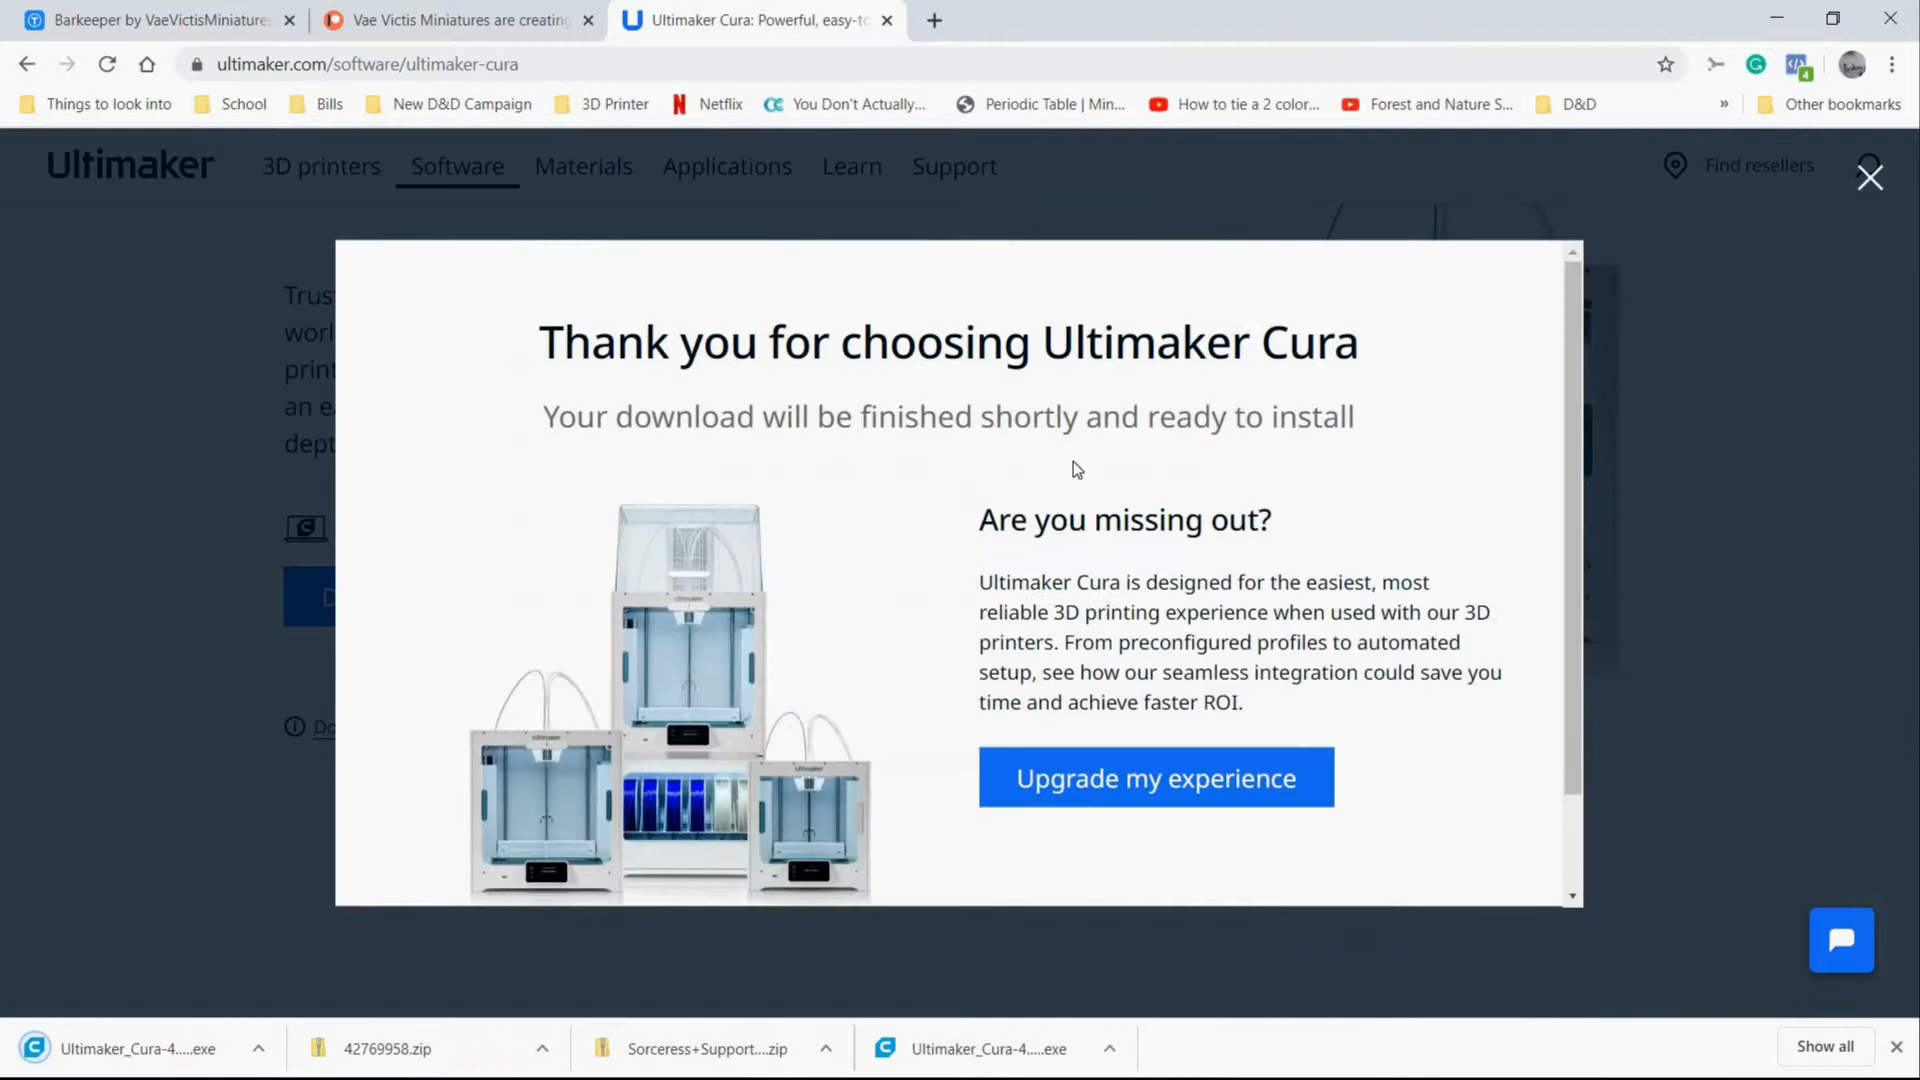 Barkeeper by VaeVictisMiniatures
Vae Victis Miniatures are creating
Ultimaker Cura: Powerful, easy-to
ultimaker.com/software/ultimaker-cura
4
Things to look into
School
Bills
New D&D Campaign
3D Printer
Netflix
You Don't Actually...
Periodic Table | Min...
How to tie a 2 color...
Forest and Nature S...
D&D
»
Other bookmarks
Ultimaker
3D printers
Software
Materials
Applications
Learn
Support
Find resellers
Trus
worl
print
an e
dept
D
Do
Thank you for choosing Ultimaker Cura
Your download will be finished shortly and ready to install
Are you missing out?
Ultimaker Cura is designed for the easiest, most
reliable 3D printing experience when used with our 3D
printers. From preconfigured profiles to automated
setup, see how our seamless integration could save you
time and achieve faster ROI.
Upgrade my experience
Ultimaker_Cura-4.....exe
42769958.zip
Sorceress+Support....zip
Ultimaker_Cura-4.....exe
Show all